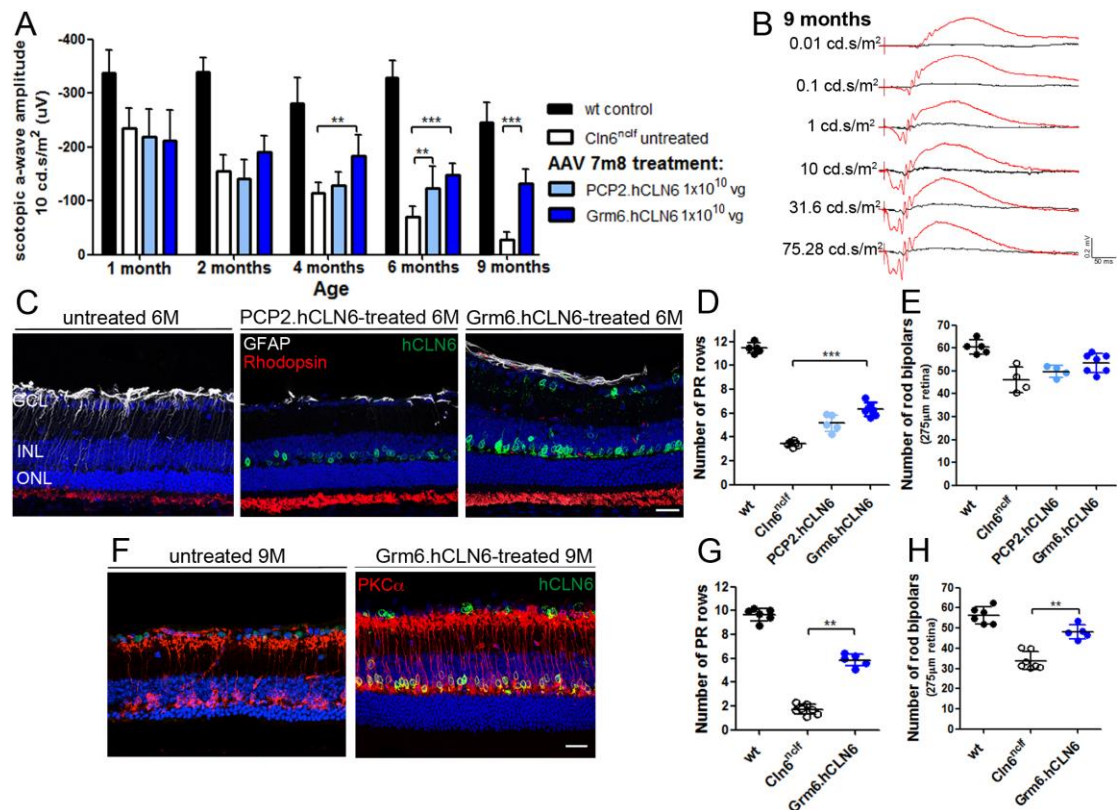 A
scotopic a-wave amplitude
10 cd.s/m² (uV)
-400
-300
-200
-100
0
** *** ** ***
1 month 2 months 4 months 6 months 9 months
Age
wt control
Cln6ⁿᶜˡᶠ untreated
AAV 7m8 treatment:
PCP2.hCLN6 1x10¹⁰ vg
Grm6.hCLN6 1x10¹⁰ vg
B
9 months
0.01 cd.s/m²
0.1 cd.s/m²
1 cd.s/m²
10 cd.s/m²
31.6 cd.s/m²
75.28 cd.s/m²
0.2 mV
50 ms
C
untreated 6M
PCP2.hCLN6-treated 6M
Grm6.hCLN6-treated 6M
GFAP
hCLN6
Rhodopsin
GCL
INL
ONL
D
Number of PR rows
12
10
8
6
4
2
0
***
wt
Cln6ⁿᶜˡᶠ
PCP2.hCLN6
Grm6.hCLN6
E
Number of rod bipolars
(275µm retina)
70
60
50
40
30
20
10
0
wt
Cln6ⁿᶜˡᶠ
PCP2.hCLN6
Grm6.hCLN6
F
untreated 9M
Grm6.hCLN6-treated 9M
PKCα
hCLN6
G
Number of PR rows
12
10
8
6
4
2
0
**
wt
Cln6ⁿᶜˡᶠ
Grm6.hCLN6
H
Number of rod bipolars
(275µm retina)
70
60
50
40
30
20
10
0
**
wt
Cln6ⁿᶜˡᶠ
Grm6.hCLN6